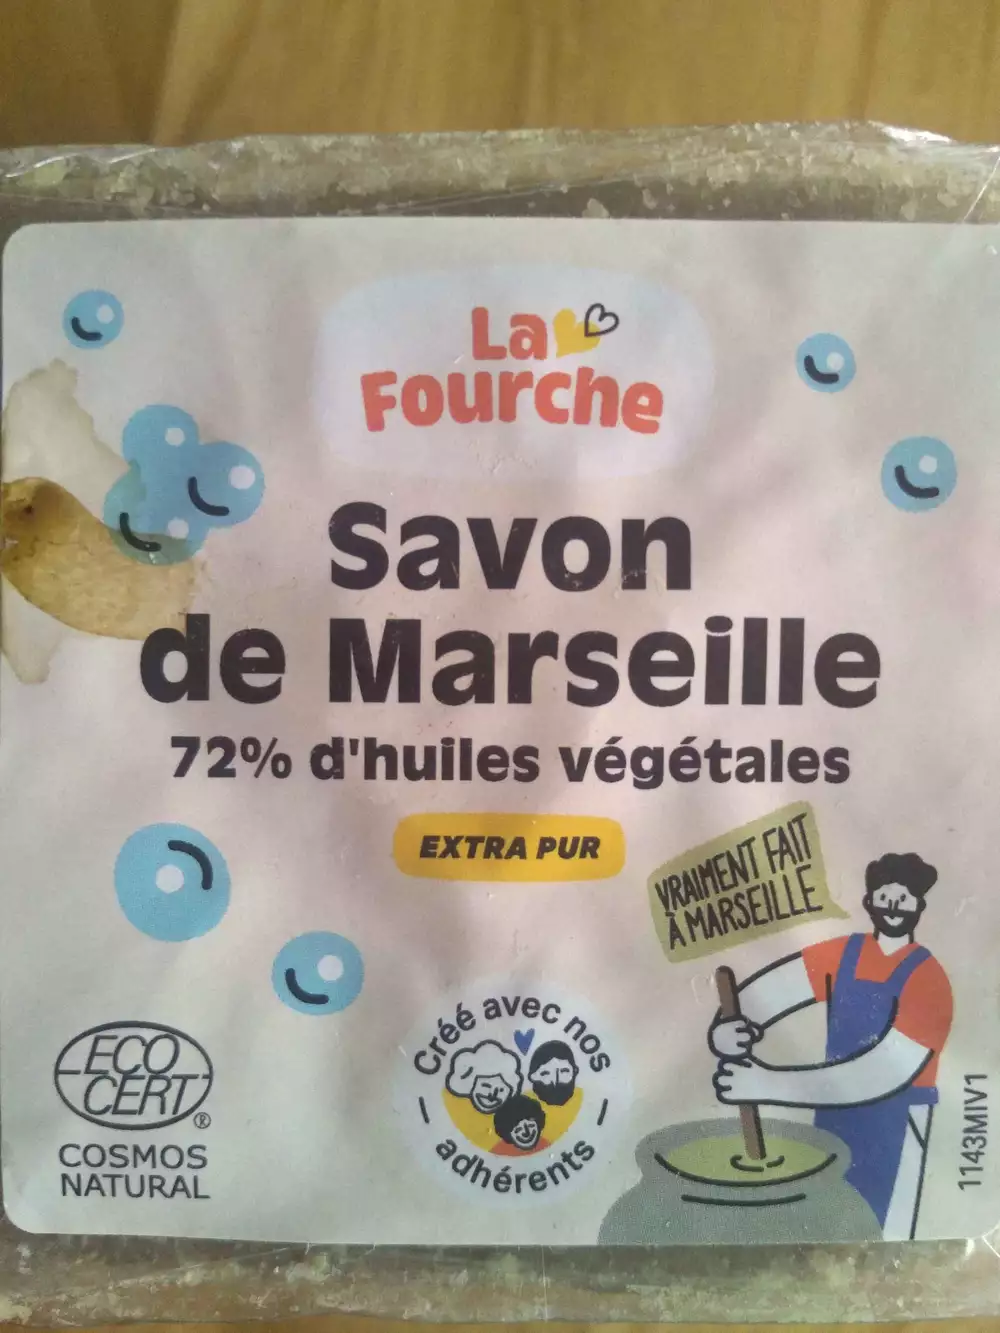 La
Fourche
Savon
de Marseille
72% d'huiles végétales
EXTRA PUR
VRAIMENT FAIT
À MARSEILLE
Créé avec nos
adhérents
ECO
CERT®
COSMOS
NATURAL
1143MIV1